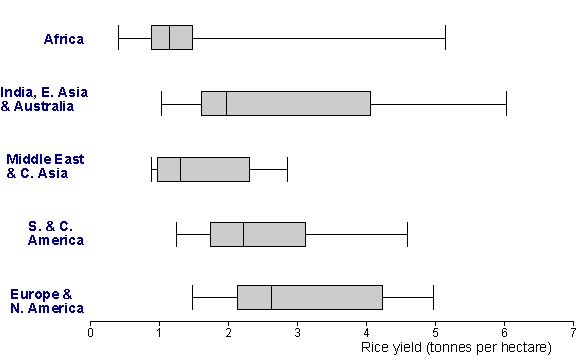 Africa
India, E. Asia
& Australia
Middle East
& C. Asia
S. & C.
America
Europe &
N. America
0 1 2 3 4 5 6 7
Rice yield (tonnes per hectare)